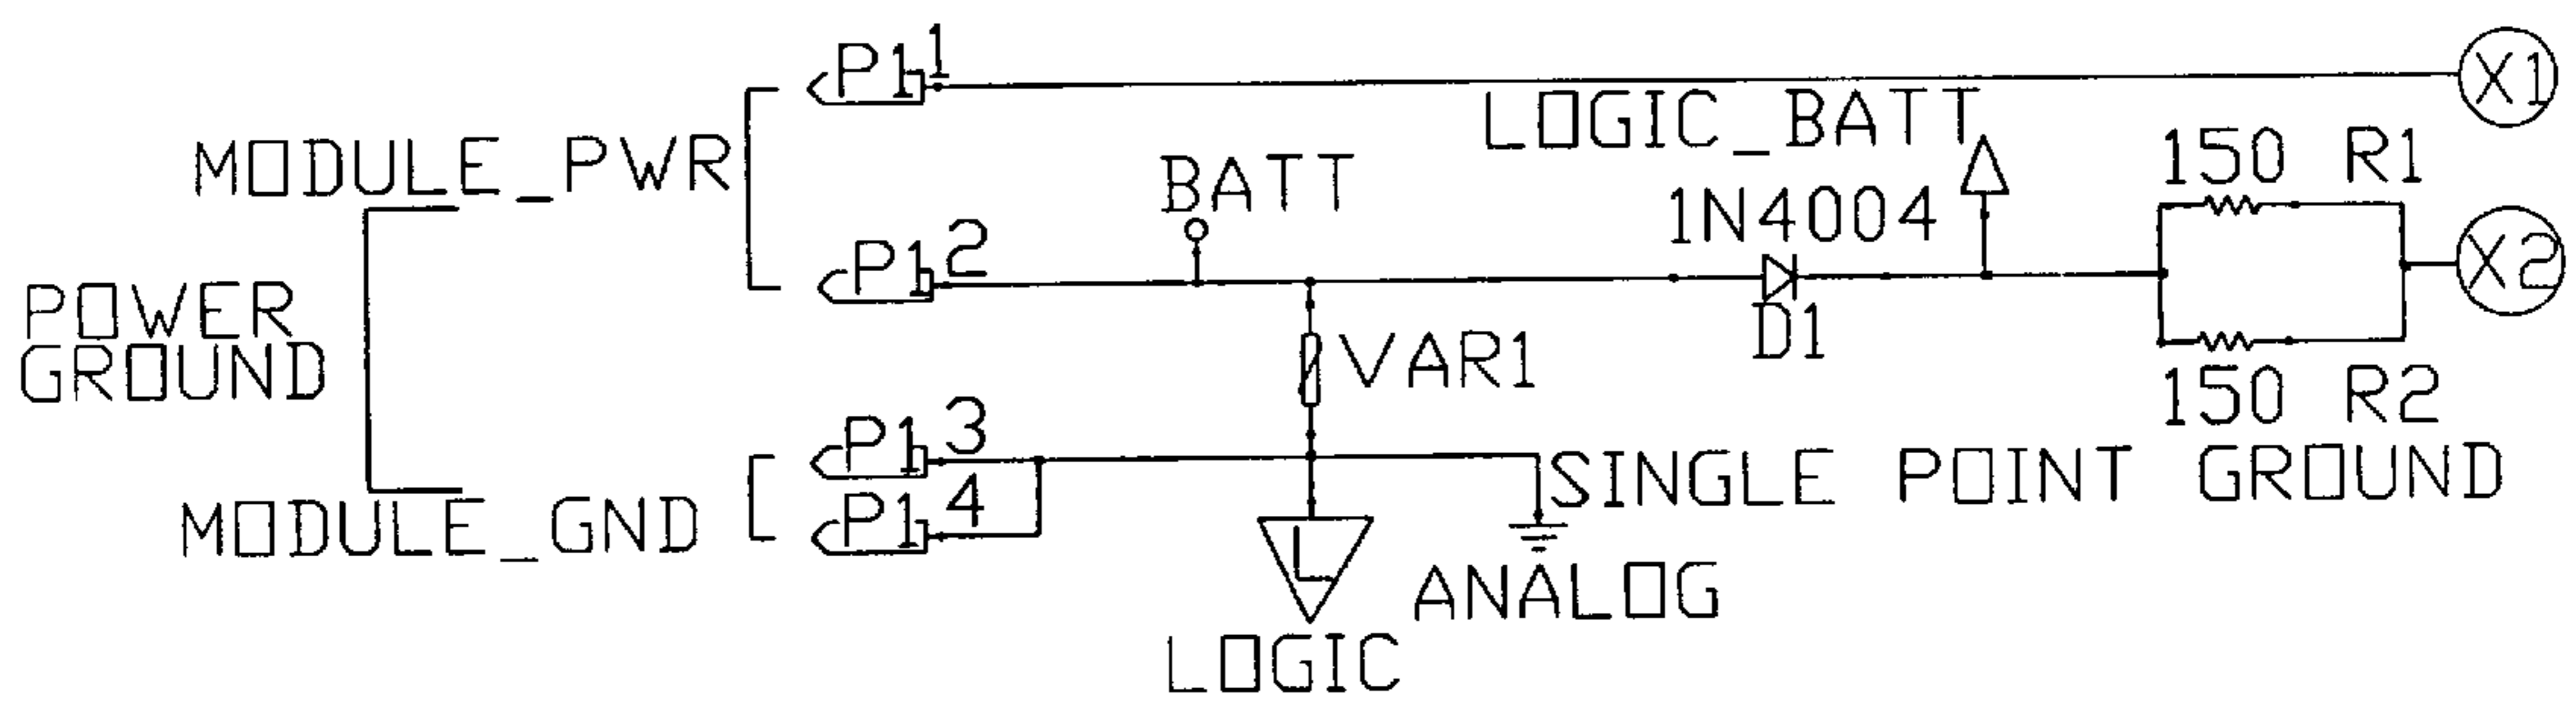 P1 1
X1
LOGIC_BATT
MODULE_PWR
BATT
1N4004
150 R1
P1 2
X2
POWER
GROUND
D1
VAR1
150 R2
P1 3
SINGLE POINT GROUND
MODULE_GND
P1 4
L
ANALOG
LOGIC